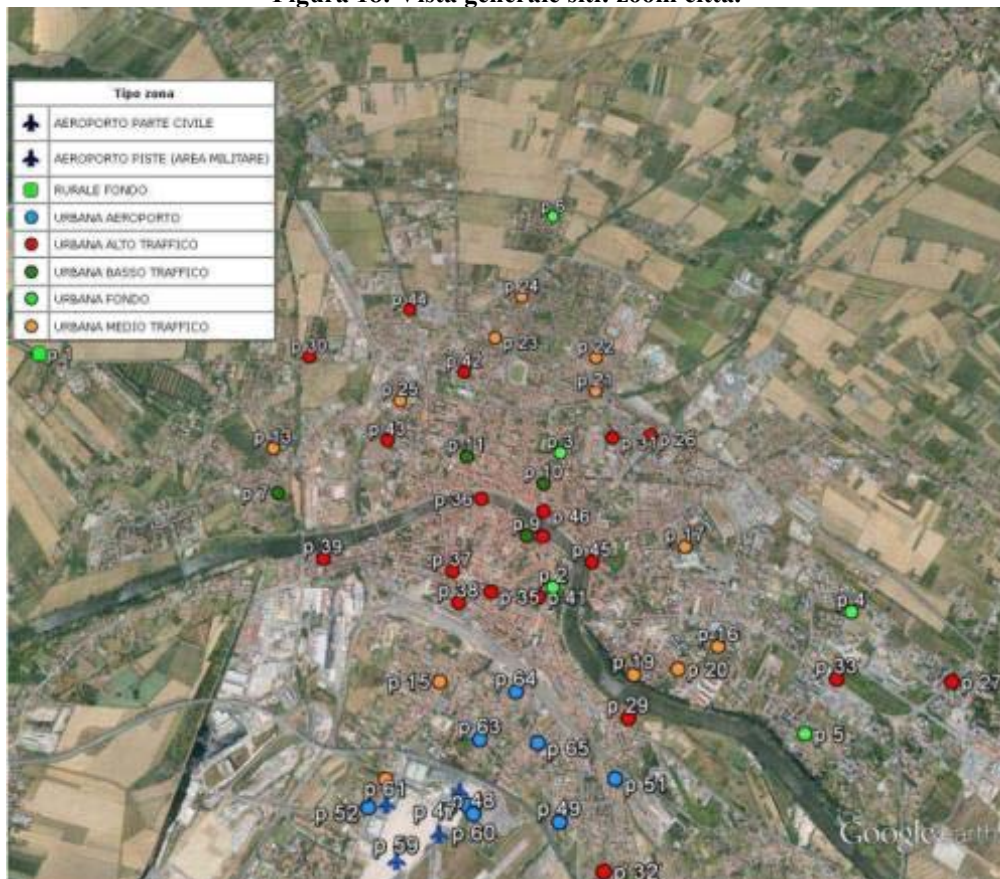 Figura 18. Vista generale siti: zoom città.
Tipo zona
AEROPORTO PARTE CIVILE
AEROPORTO PISTE (AREA MILITARE)
RURALE FONDO
URBANA AEROPORTO
URBANA ALTO TRAFFICO
URBANA BASSO TRAFFICO
URBANA FONDO
URBANA MEDIO TRAFFICO
p 6
p 24
p 44
p 23
p 30
p 22
p 1
p 42
p 21
p 25
p 43
p 31
p 26
p 13
p 11
p 3
p 10
p 7
p 36
p 46
p 9
p 17
p 39
p 45
p 37
p 2
p 38
p 35
p 41
p 4
p 16
p 19
p 20
p 33
p 27
p 15
p 64
p 29
p 63
p 65
p 5
p 51
p 61
p 52
p 47
p 48
p 49
p 60
p 59
p 32
Google earth